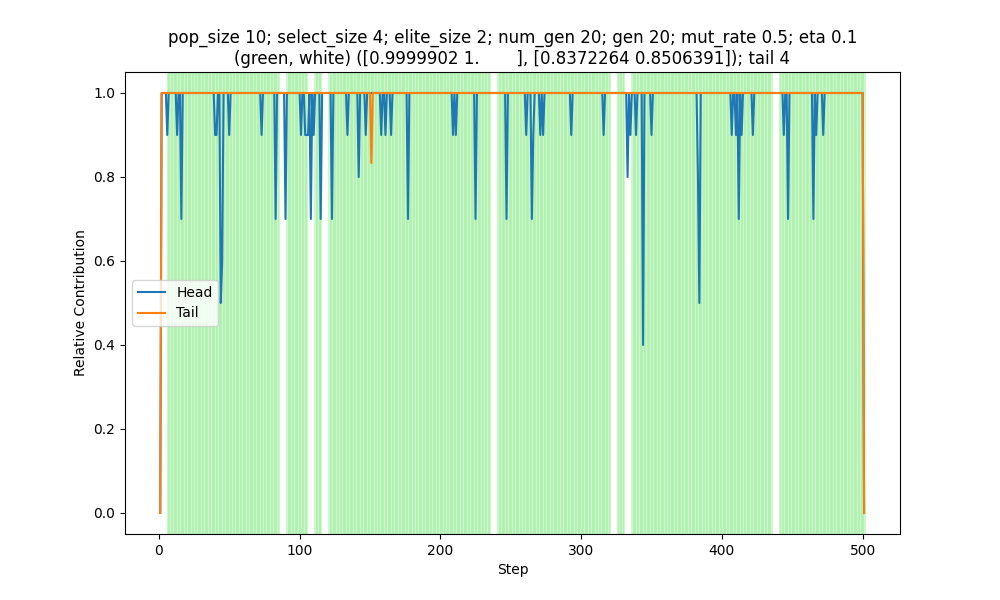 pop_size 10; select_size 4; elite_size 2; num_gen 20; gen 20; mut_rate 0.5; eta 0.1
(green, white) ([0.9999902 1.        ], [0.8372264 0.8506391]); tail 4
1.0
0.8
0.6
0.4
0.2
0.0
Relative Contribution
Head
Tail
0 100 200 300 400 500
Step